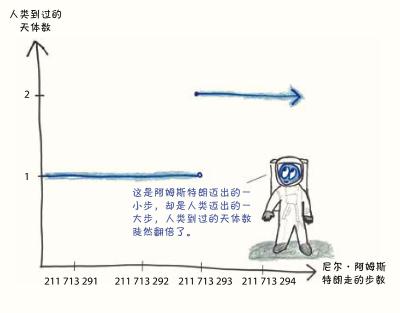 人类到过的
天体数
2
1
这是阿姆斯特朗迈出的一
小步，却是人类迈出的一
大步，人类到过的天体数
陡然翻倍了。
211 713 291
211 713 292
211 713 293
211 713 294
尼尔·阿姆斯
特朗走的步数